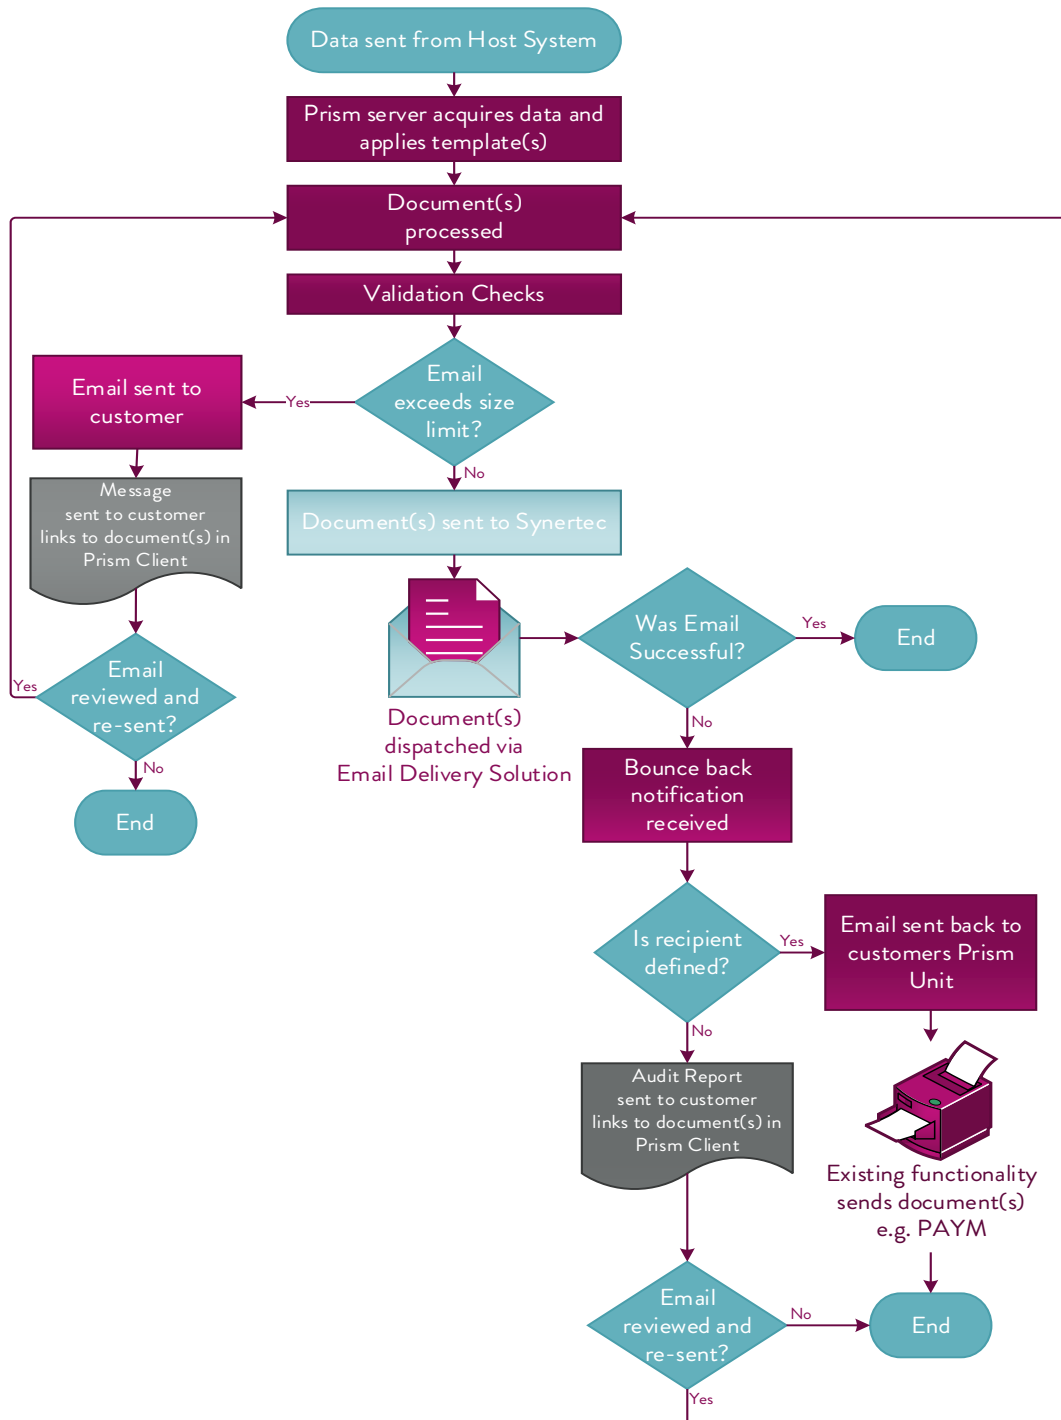 Data sent from Host System
Prism server acquires data and
applies template(s)
Document(s)
processed
Validation Checks
Email
exceeds size
limit?
Yes
Email sent to
customer
No
Message
sent to customer
links to document(s) in
Prism Client
Document(s) sent to Synertec
Document(s)
dispatched via
Email Delivery Solution
Was Email
Successful?
Yes
End
Email
reviewed and
re-sent?
Yes
No
End
No
Bounce back
notification
received
Is recipient
defined?
Yes
Email sent back to
customers Prism
Unit
No
Audit Report
sent to customer
links to document(s) in
Prism Client
Existing functionality
sends document(s)
e.g. PAYM
Email
reviewed and
re-sent?
No
End
Yes